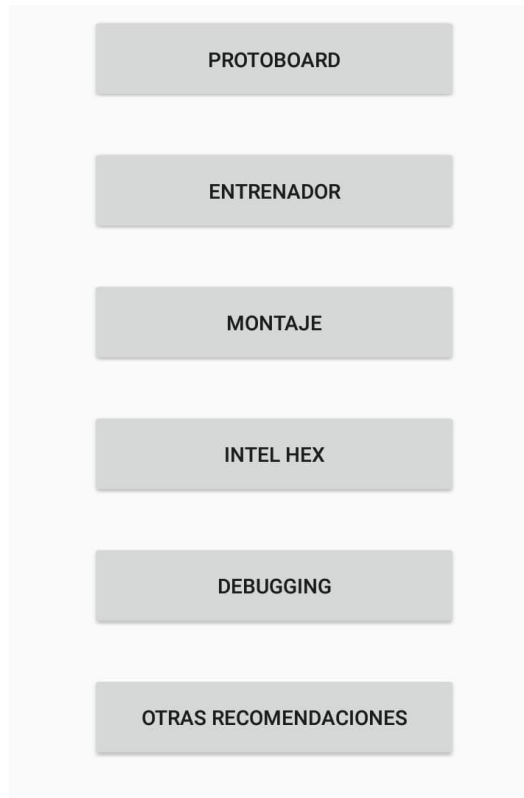 PROTOBOARD
ENTRENADOR
MONTAJE
INTEL HEX
DEBUGGING
OTRAS RECOMENDACIONES